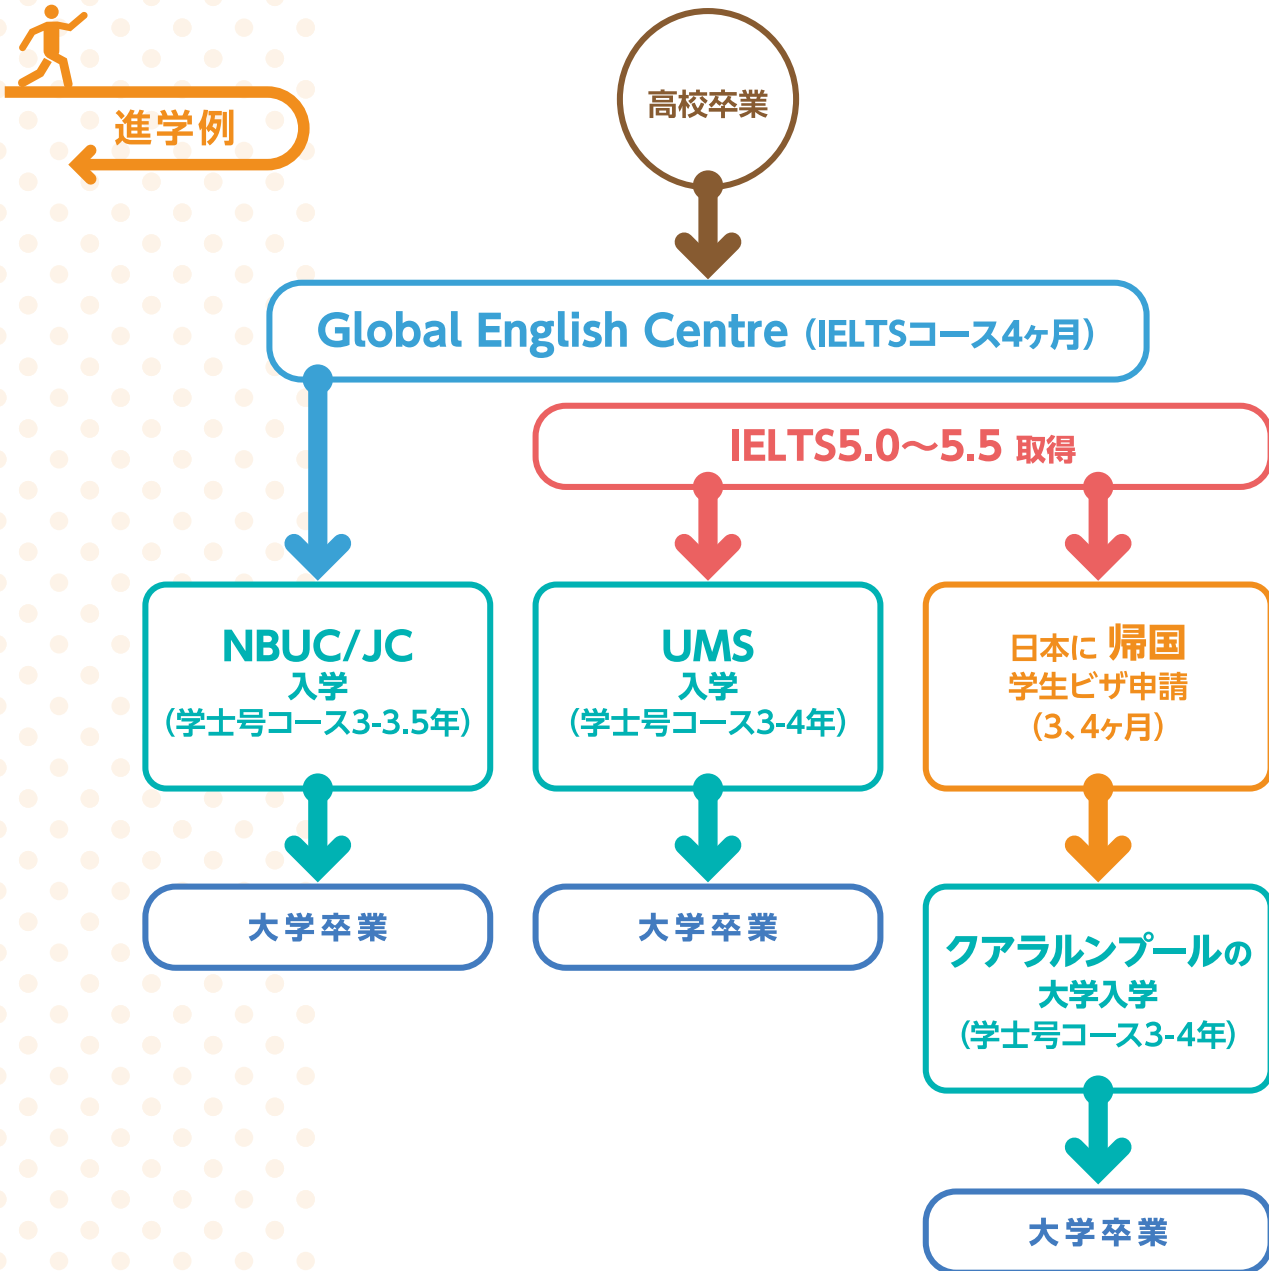 進学例
高校卒業
Global English Centre（IELTSコース4ヶ月）
IELTS5.0〜5.5 取得
NBUC/JC
入学
（学士号コース3-3.5年）
UMS
入学
（学士号コース3-4年）
日本に 帰国
学生ビザ申請
（3、4ヶ月）
大学卒業
大学卒業
クアラルンプールの
大学入学
（学士号コース3-4年）
大学卒業